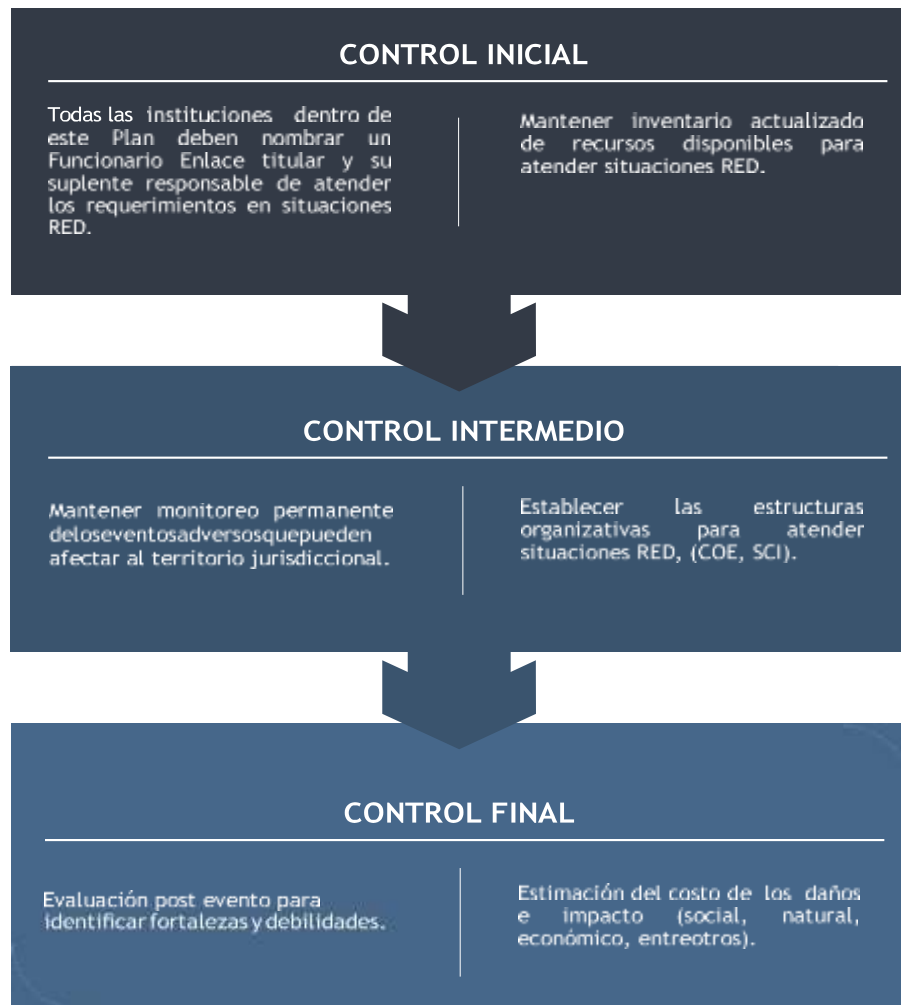 CONTROL INICIAL
Todas las instituciones dentro de
este Plan deben nombrar un
Funcionario Enlace titular y su
suplente responsable de atender
los requerimientos en situaciones
RED.
Mantener inventario actualizado
de recursos disponibles para
atender situaciones RED.
CONTROL INTERMEDIO
Mantener monitoreo permanente
deloseventosadversosquepueden
afectar al territorio jurisdiccional.
Establecer las estructuras
organizativas para atender
situaciones RED, (COE, SCI).
CONTROL FINAL
Evaluación post evento para
identificar fortalezas y debilidades.
Estimación del costo de los daños
e impacto (social, natural,
económico, entreotros).